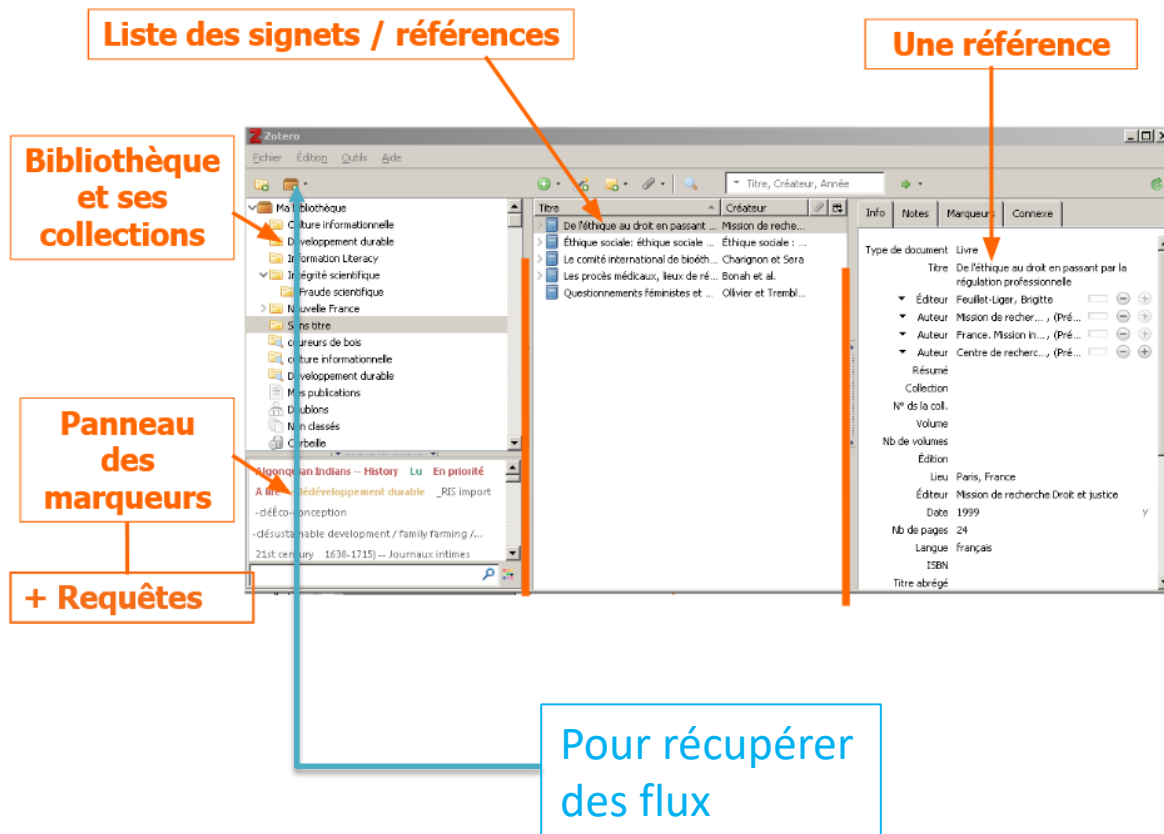 Liste des signets / références
Une référence
Bibliothèque
et ses
collections
Panneau
des
marqueurs
+ Requêtes
Zotero
Fichier Édition Outils Aide
Titre, Créateur, Année
Ma bibliothèque
Culture informationnelle
Développement durable
Information Literacy
Intégrité scientifique
Fraude scientifique
Nouvelle France
Sans titre
coureurs de bois
culture informationnelle
Développement durable
Mes publications
Doublons
Non classés
Corbeille
Algonquian Indians -- History Lu En priorité
A lire clédéveloppement durable _RIS import
-cléÉco-conception
-clésustainable development / family farming /...
21st century 1638-1715) -- Journaux intimes
Titre Créateur
De l'éthique au droit en passant ... Mission de reche...
Éthique sociale: éthique sociale ... Éthique sociale : ...
Le comité international de bioéth... Charignon et Sera
Les procès médicaux, lieux de ré... Bonah et al.
Questionnements féministes et ... Ollivier et Trembl...
Info Notes Marqueurs Connexe
Type de document Livre
Titre De l'éthique au droit en passant par la
régulation professionnelle
Éditeur Feuillet-Liger, Brigitte
Auteur Mission de recher... , (Pré...
Auteur France. Mission in..., (Pré...
Auteur Centre de recherc..., (Pré...
Résumé
Collection
N° ds la coll.
Volume
Nb de volumes
Édition
Lieu Paris, France
Éditeur Mission de recherche Droit et justice
Date 1999 y
Nb de pages 24
Langue français
ISBN
Titre abrégé
Pour récupérer
des flux